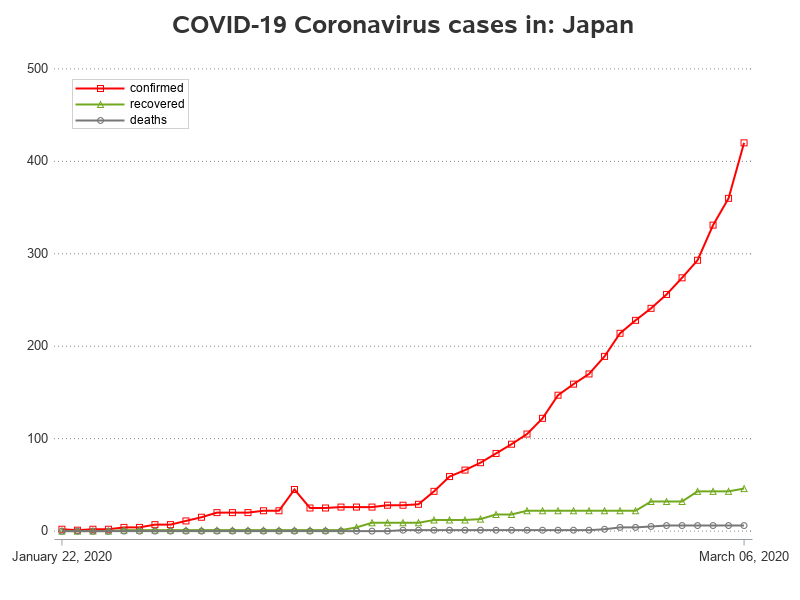 COVID-19 Coronavirus cases in: Japan
500
confirmed
recovered
deaths
400
300
200
100
0
January 22, 2020
March 06, 2020